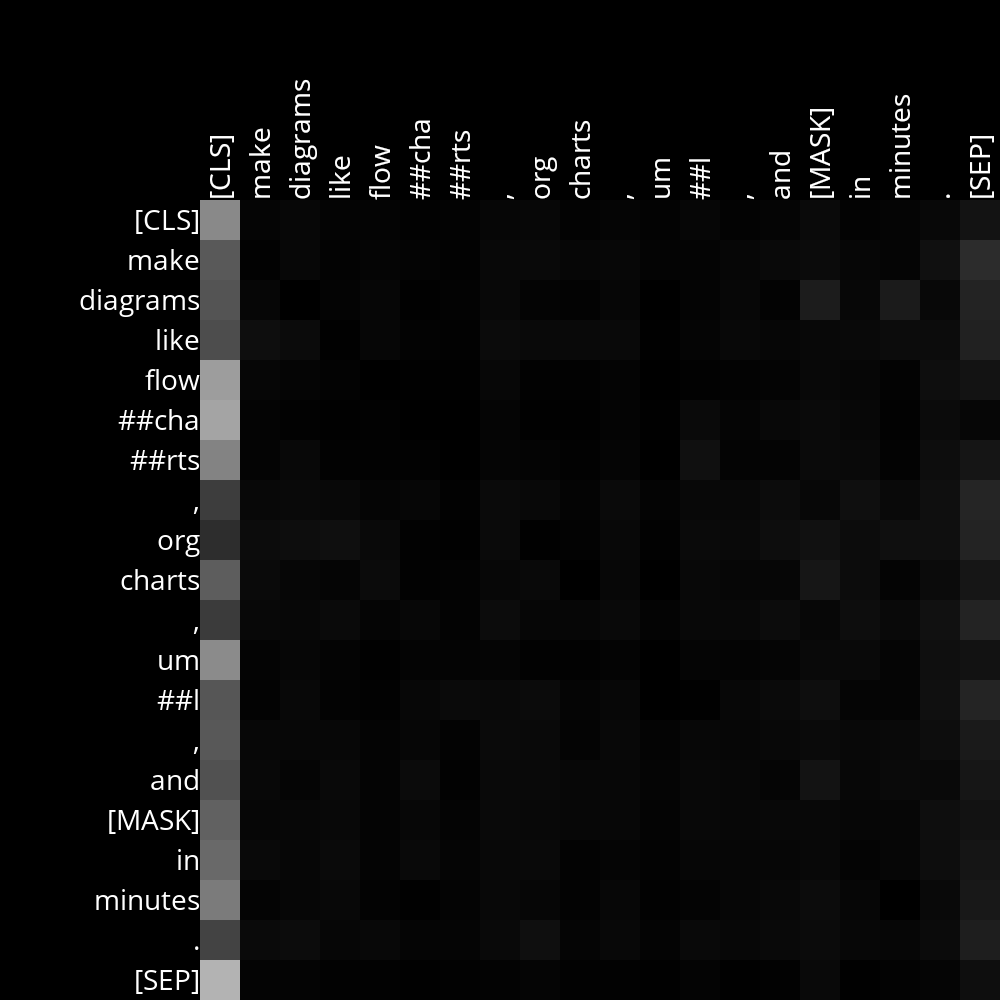 [CLS] make diagrams like flow ##cha ##rts , org charts , um ##l , and [MASK] in minutes . [SEP]
[CLS]
make
diagrams
like
flow
##cha
##rts
,
org
charts
,
um
##l
,
and
[MASK]
in
minutes
.
[SEP]